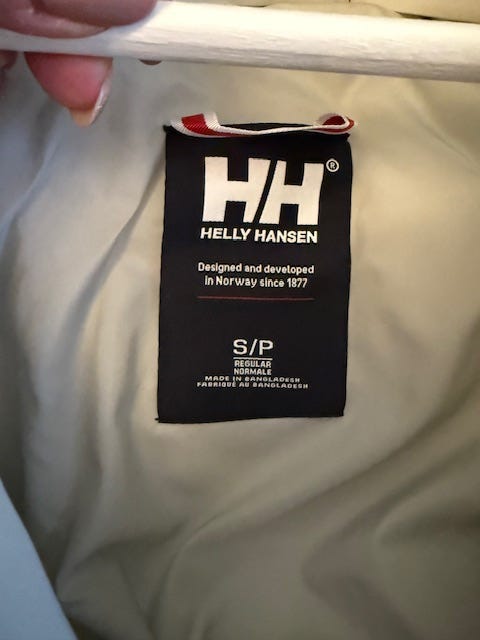 HH®
HELLY HANSEN
Designed and developed
in Norway since 1877
S/P
REGULAR
NORMALE
MADE IN BANGLADESH
FABRIQUÉ AU BANGLADESH